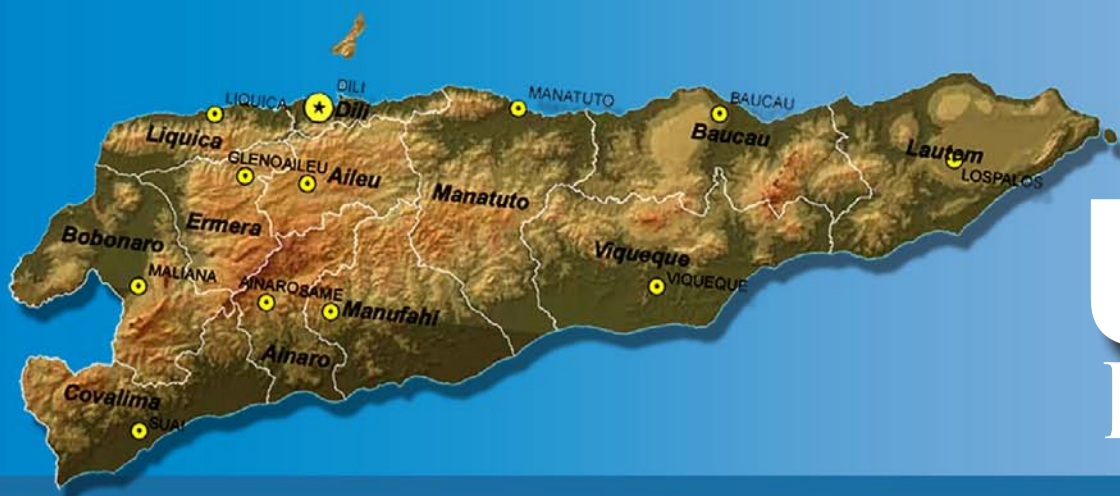 DILI
LIQUICA
Dili
MANATUTO
BAUCAU
Liquica
Baucau
GLENO
AILEU
Aileu
Lautem
LOSPALOS
Manatuto
Ermera
Bobonaro
Viqueque
MALIANA
VIQUEQUE
AINARO
SAME
Manufahi
Ainaro
Covalima
SUAI